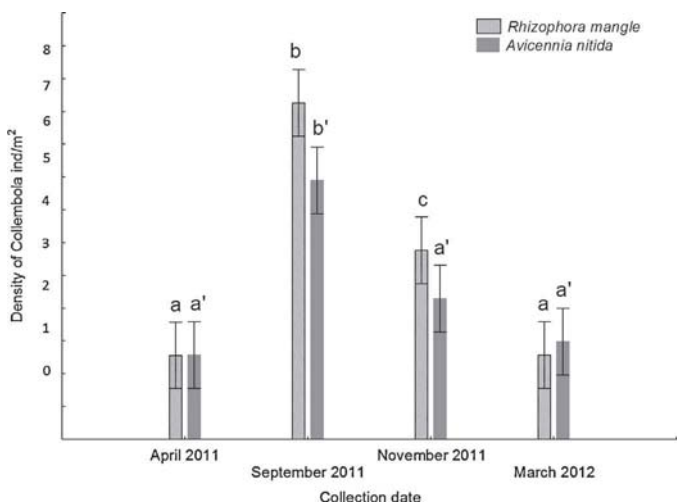 Rhizophora mangle
Avicennia nitida
8
7
6
5
4
3
2
1
0
Density of Collembola ind/m²
b
b'
c
a'
a
a'
a
a'
April 2011
September 2011
November 2011
March 2012
Collection date